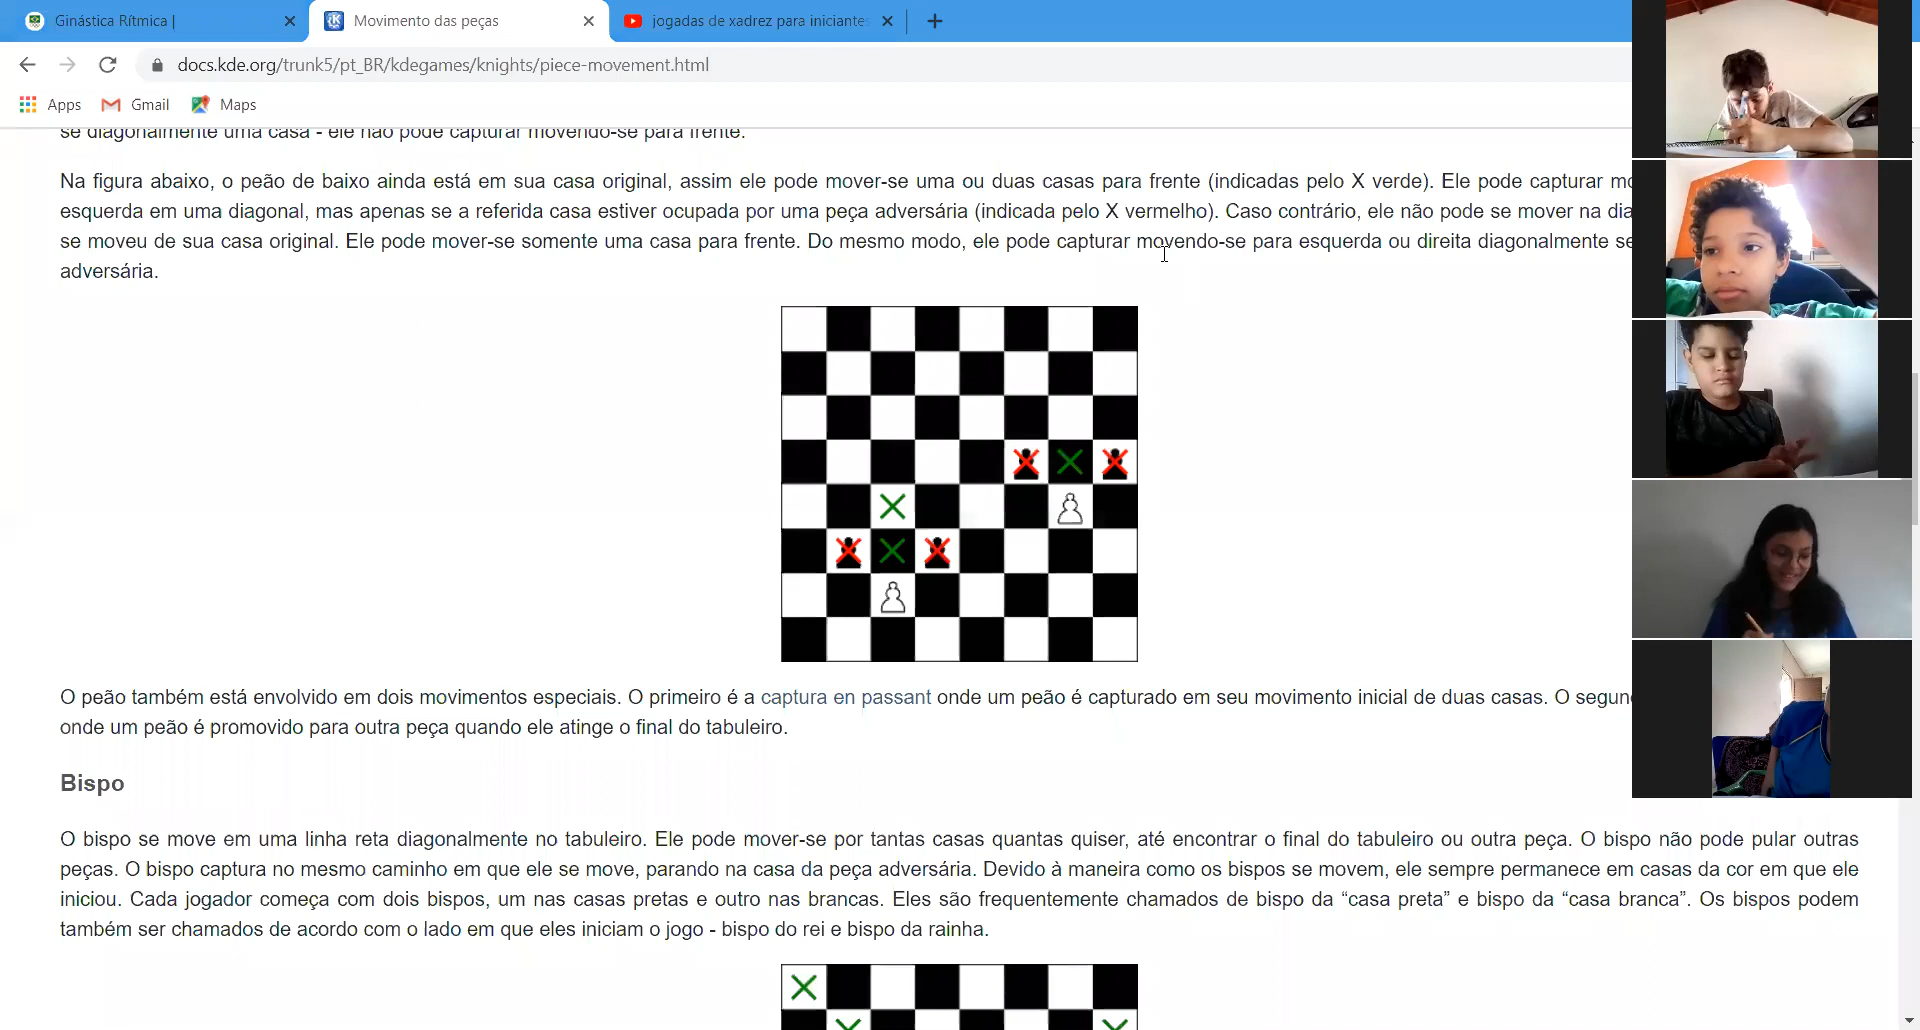 Ginástica Rítmica |
Movimento das peças
jogadas de xadrez para iniciantes
docs.kde.org/trunk5/pt_BR/kdegames/knights/piece-movement.html
Apps Gmail Maps
se diagonalmente uma casa - ele não pode capturar movendo-se para frente.
Na figura abaixo, o peão de baixo ainda está em sua casa original, assim ele pode mover-se uma ou duas casas para frente (indicadas pelo X verde). Ele pode capturar
esquerda em uma diagonal, mas apenas se a referida casa estiver ocupada por uma peça adversária (indicada pelo X vermelho). Caso contrário, ele não pode se mover na
se moveu de sua casa original. Ele pode mover-se somente uma casa para frente. Do mesmo modo, ele pode capturar movendo-se para esquerda ou direita diagonalmente
adversária.
O peão também está envolvido em dois movimentos especiais. O primeiro é a captura en passant onde um peão é capturado em seu movimento inicial de duas casas. O
onde um peão é promovido para outra peça quando ele atinge o final do tabuleiro.
Bispo
O bispo se move em uma linha reta diagonalmente no tabuleiro. Ele pode mover-se por tantas casas quantas quiser, até encontrar o final do tabuleiro ou outra peça. O bispo não pode pular outras
peças. O bispo captura no mesmo caminho em que ele se move, parando na casa da peça adversária. Devido à maneira como os bispos se movem, ele sempre permanece em casas da cor em que ele
iniciou. Cada jogador começa com dois bispos, um nas casas pretas e outro nas brancas. Eles são frequentemente chamados de bispo da “casa preta” e bispo da “casa branca”. Os bispos podem
também ser chamados de acordo com o lado em que eles iniciam o jogo - bispo do rei e bispo da rainha.